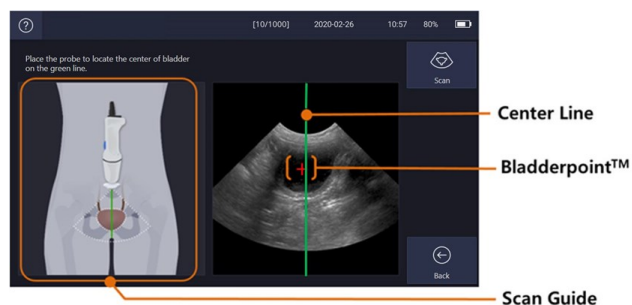 ?
[10/1000] 2020-02-26 10:57 80%
Place the probe to locate the center of bladder
on the green line.
Scan
Center Line
Bladderpoint™
Back
Scan Guide